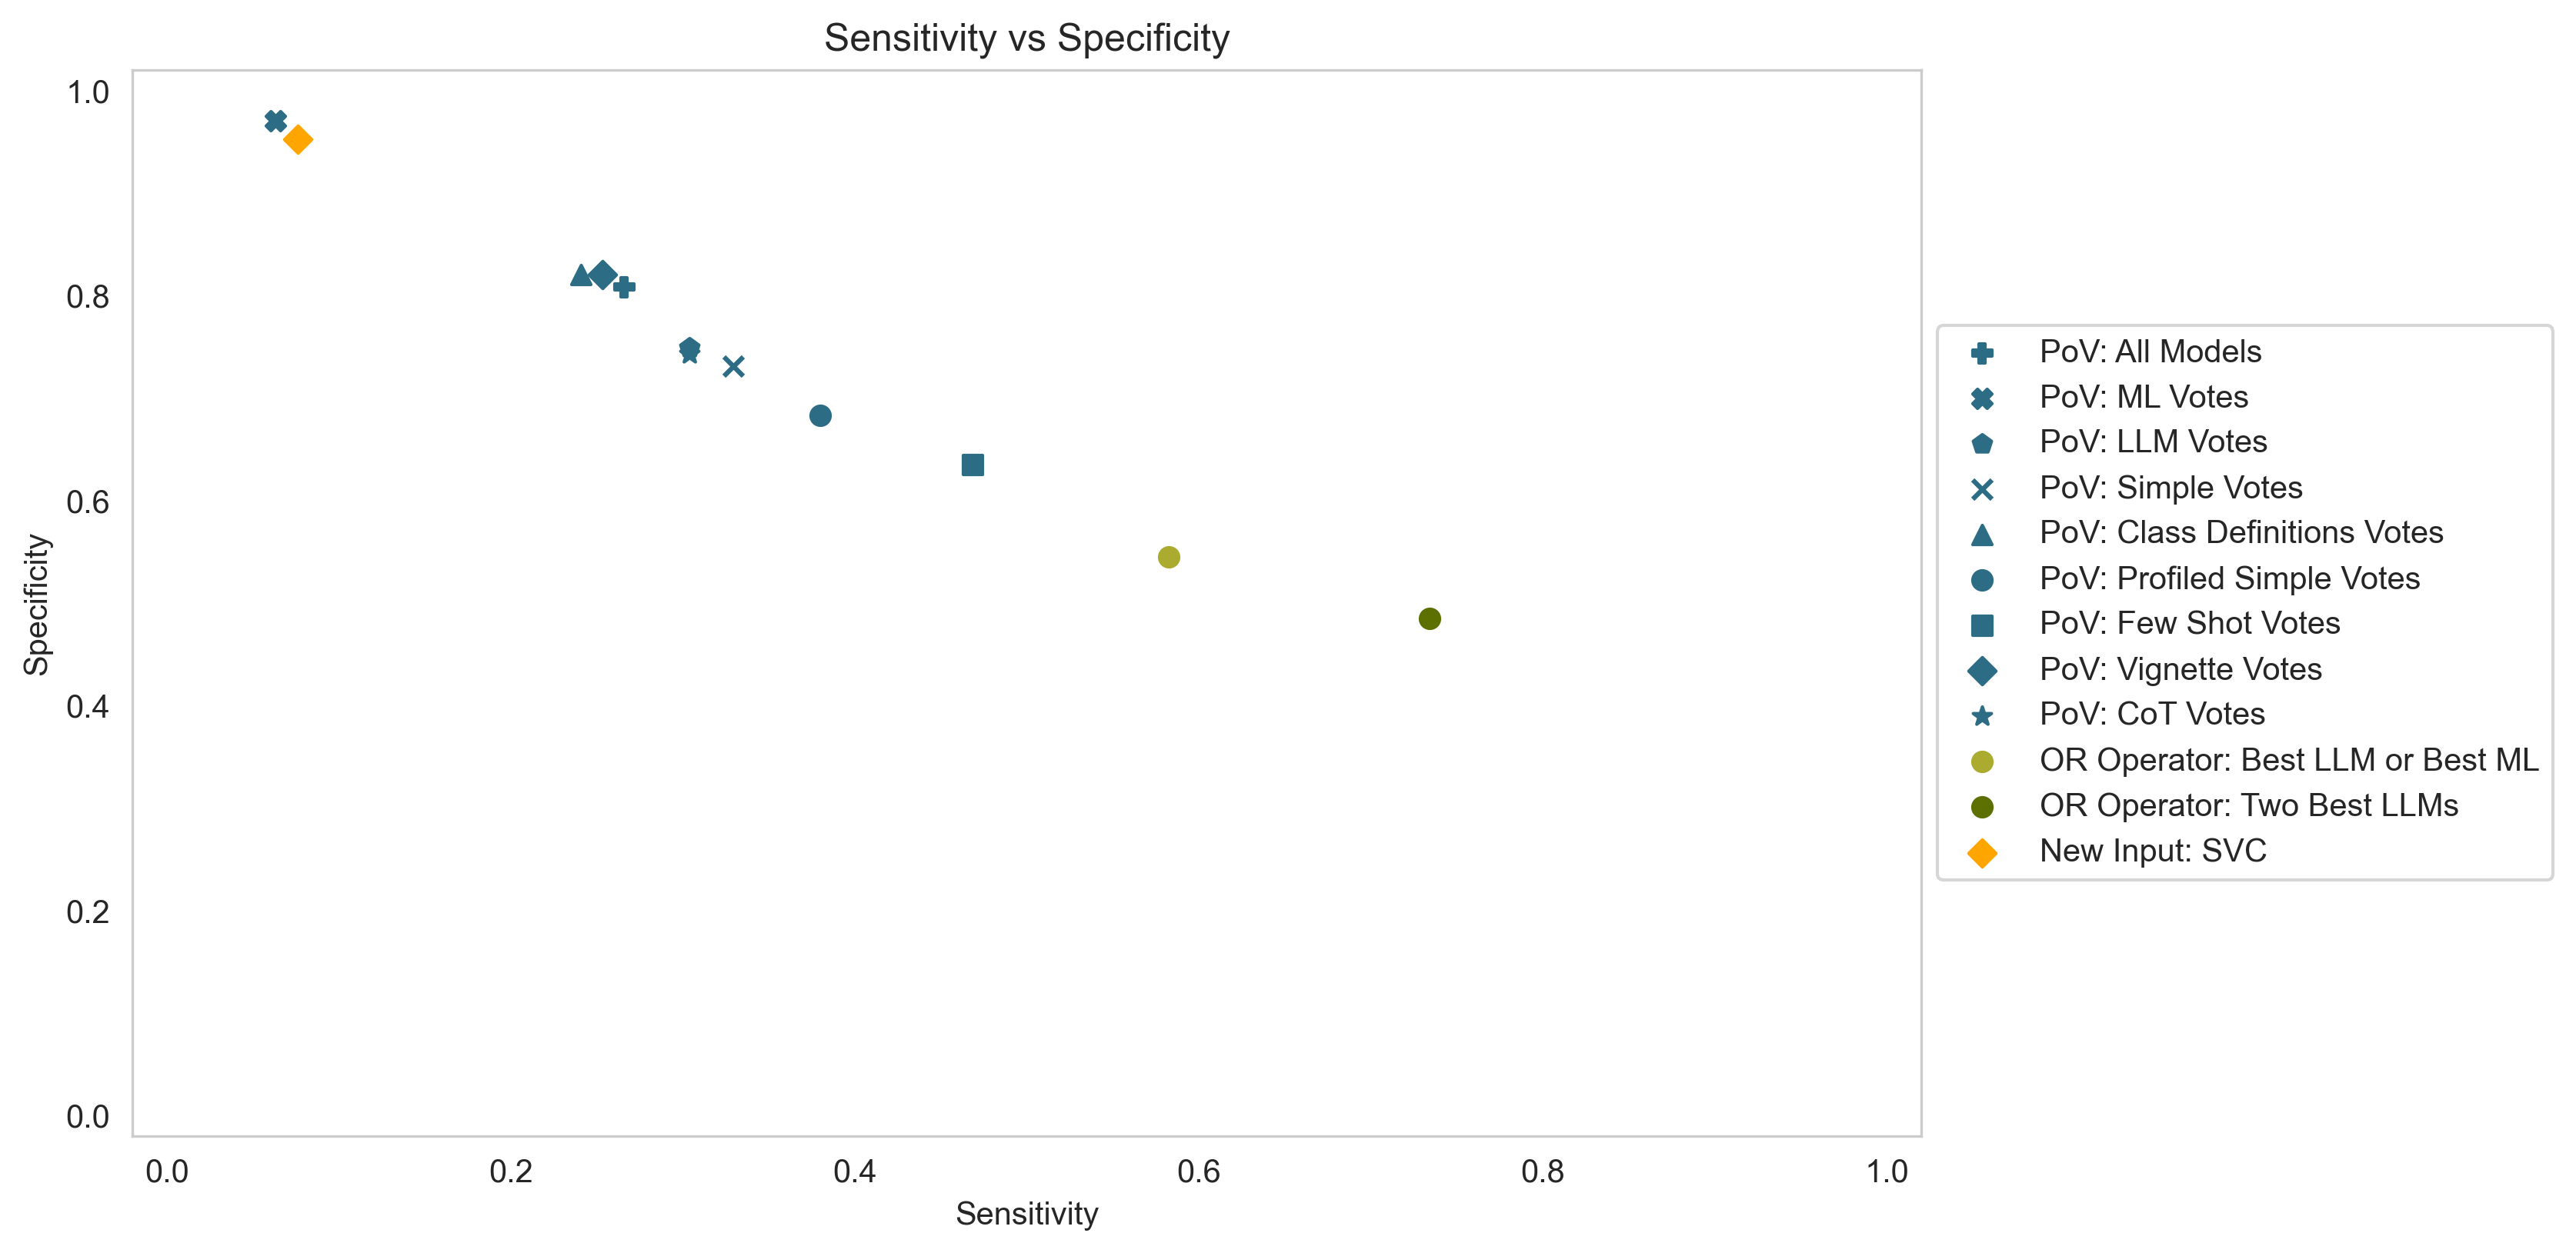 Sensitivity vs Specificity
1.0
0.8
0.6
0.4
0.2
0.0
Specificity
0.0 0.2 0.4 0.6 0.8 1.0
Sensitivity
PoV: All Models
PoV: ML Votes
PoV: LLM Votes
PoV: Simple Votes
PoV: Class Definitions Votes
PoV: Profiled Simple Votes
PoV: Few Shot Votes
PoV: Vignette Votes
PoV: CoT Votes
OR Operator: Best LLM or Best ML
OR Operator: Two Best LLMs
New Input: SVC